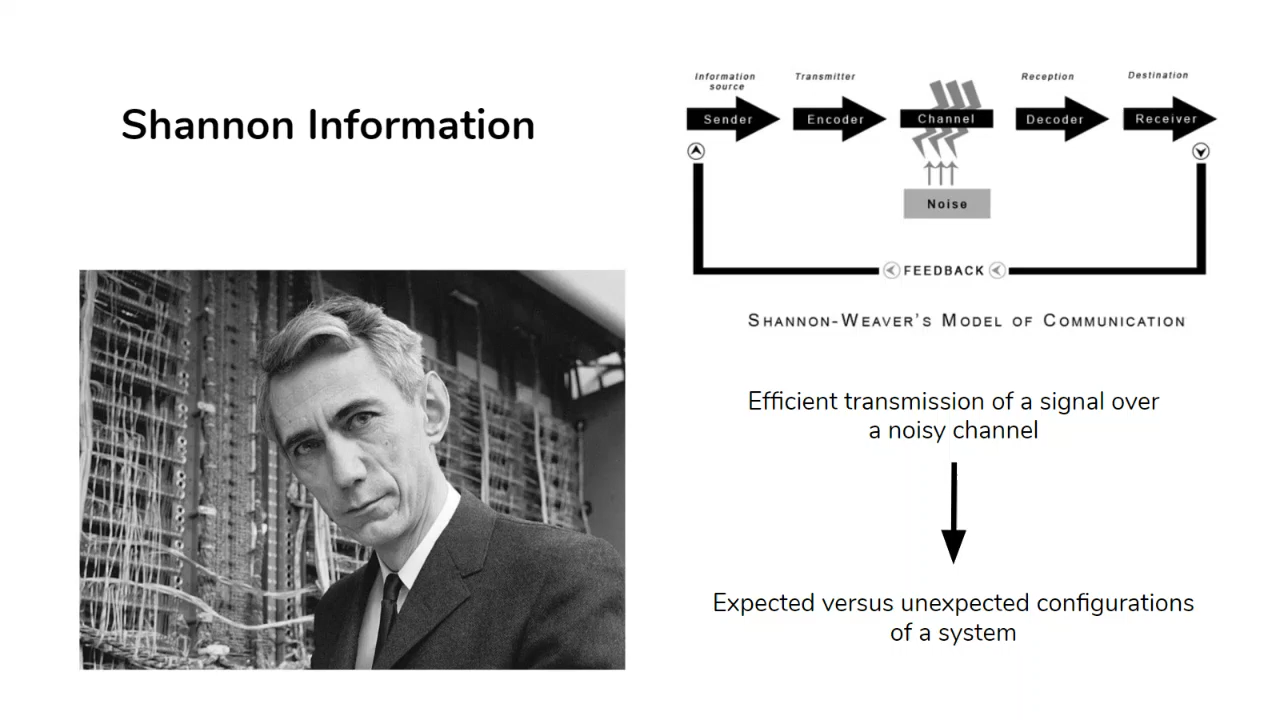 Shannon Information
Information
source
Transmitter
Reception
Destination
Sender
Encoder
Channel
Decoder
Receiver
Noise
FEEDBACK
SHANNON-WEAVER'S MODEL OF COMMUNICATION
Efficient transmission of a signal over
a noisy channel
Expected versus unexpected configurations
of a system